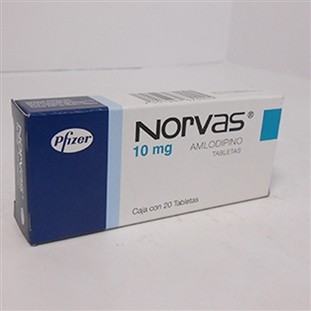 Pfizer
NORVAS®
10 mg
AMLODIPINO
TABLETAS
Caja con 20 Tabletas